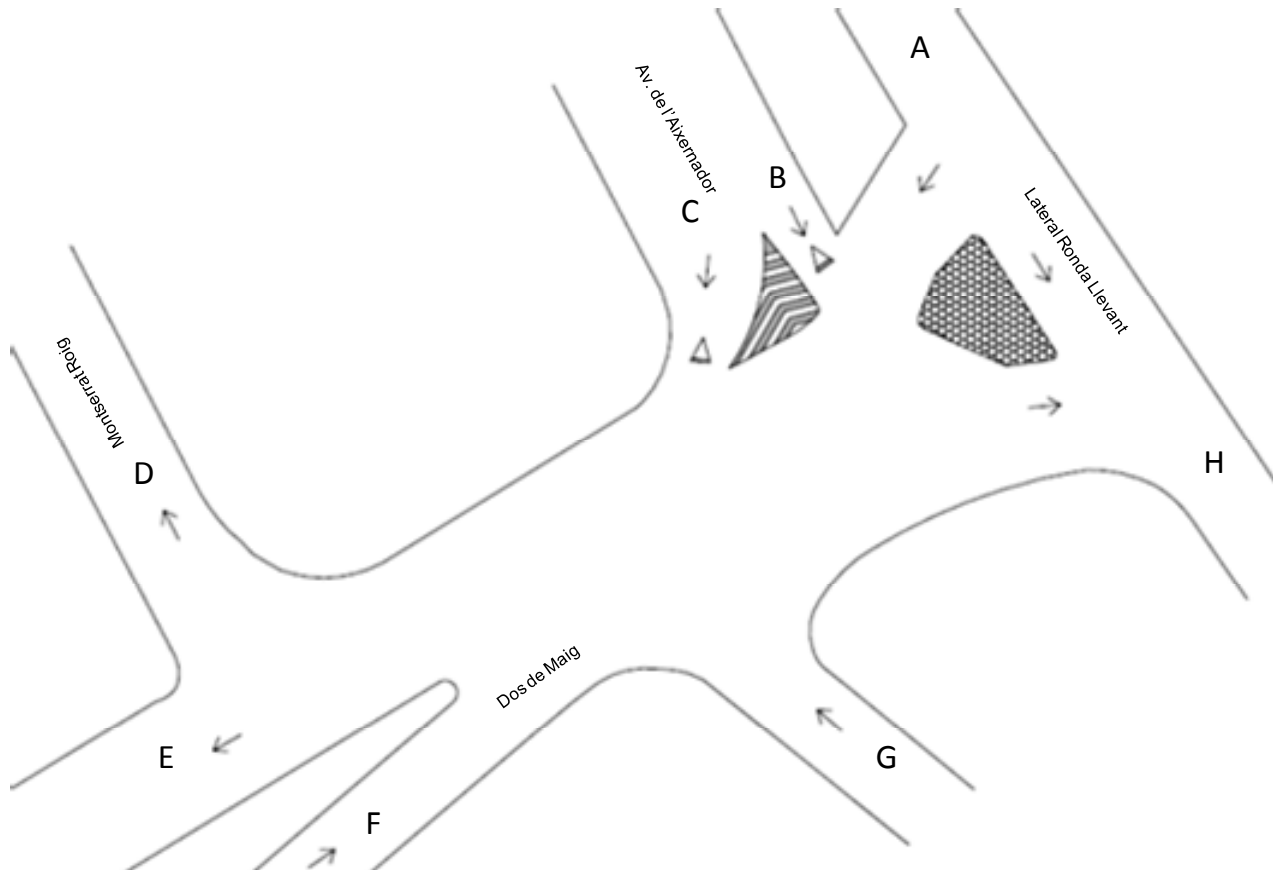 A
Av. de l'Aixernador
B
C
Lateral Ronda Llevant
Montserrat Roig
D
H
Dos de Maig
E
G
F